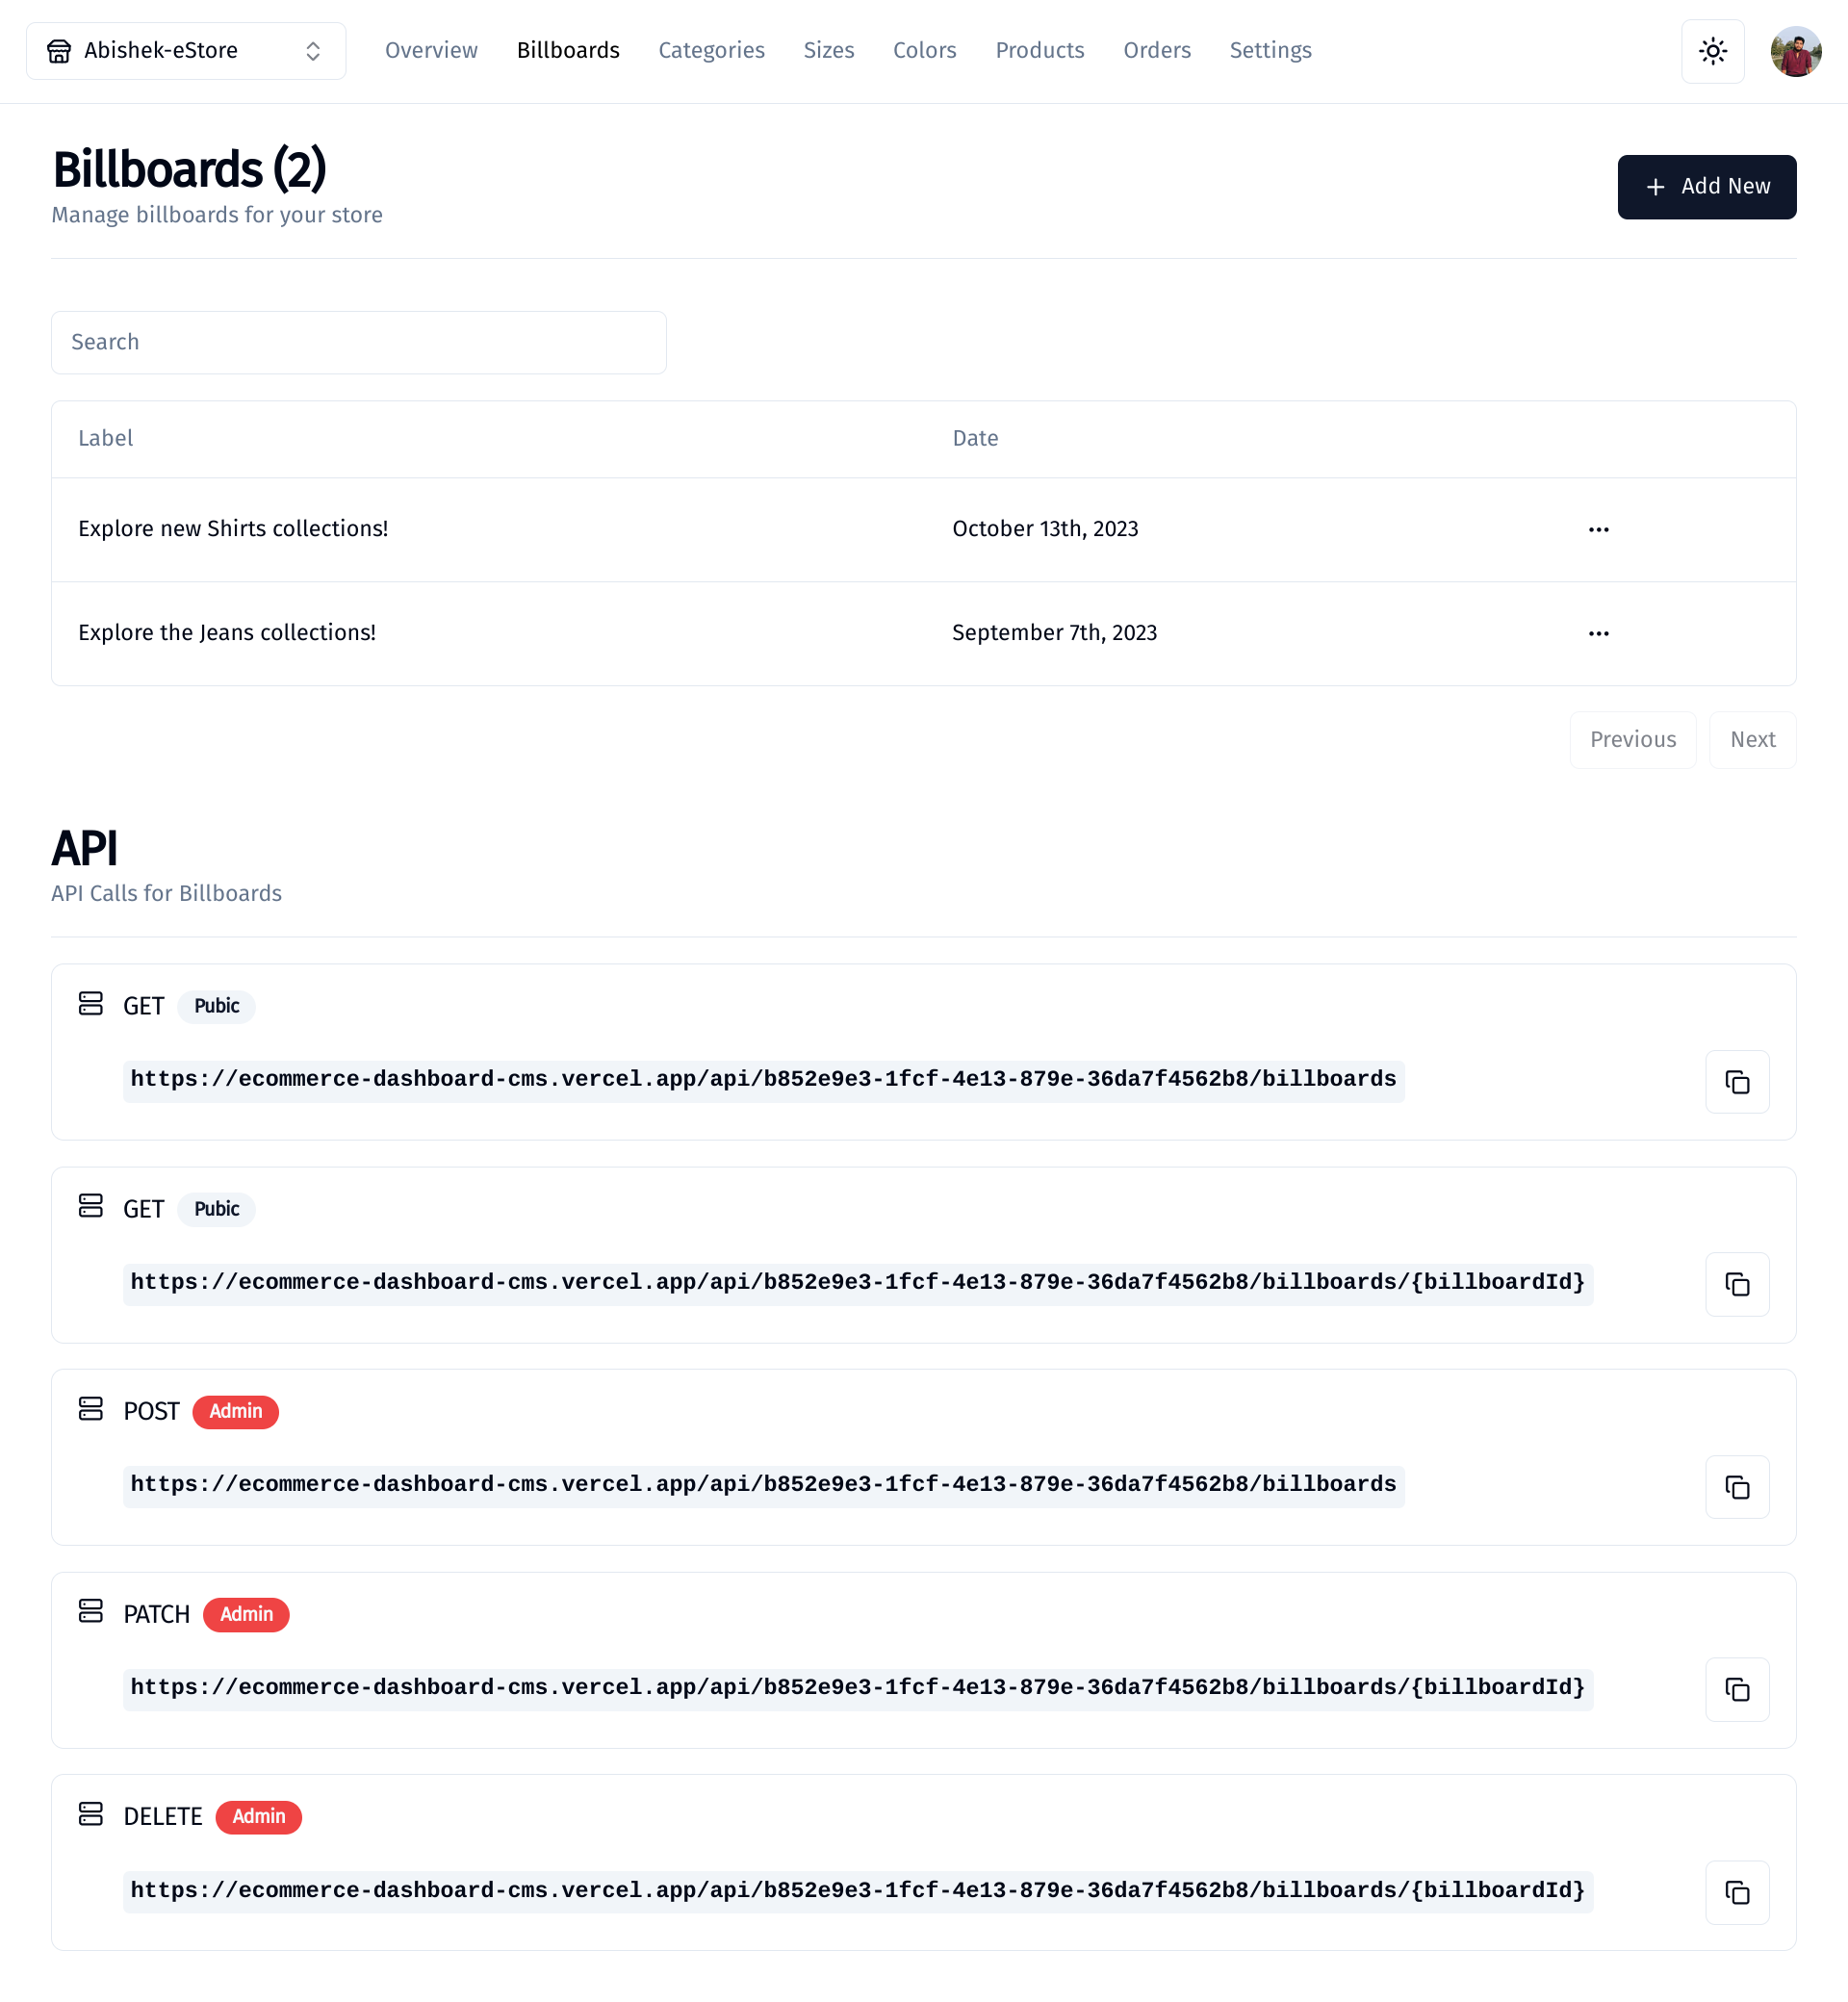 Abishek-eStore Overview Billboards Categories Sizes Colors Products Orders Settings
Billboards (2)
Manage billboards for your store
+ Add New
Search
Label Date
Explore new Shirts collections! October 13th, 2023 ...
Explore the Jeans collections! September 7th, 2023 ...
Previous Next
API
API Calls for Billboards
GET Pubic
https://ecommerce-dashboard-cms.vercel.app/api/b852e9e3-1fcf-4e13-879e-36da7f4562b8/billboards
GET Pubic
https://ecommerce-dashboard-cms.vercel.app/api/b852e9e3-1fcf-4e13-879e-36da7f4562b8/billboards/{billboardId}
POST Admin
https://ecommerce-dashboard-cms.vercel.app/api/b852e9e3-1fcf-4e13-879e-36da7f4562b8/billboards
PATCH Admin
https://ecommerce-dashboard-cms.vercel.app/api/b852e9e3-1fcf-4e13-879e-36da7f4562b8/billboards/{billboardId}
DELETE Admin
https://ecommerce-dashboard-cms.vercel.app/api/b852e9e3-1fcf-4e13-879e-36da7f4562b8/billboards/{billboardId}